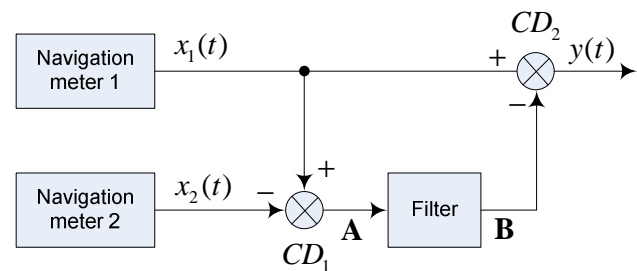 Navigation
meter 1
x₁(t)
+
CD₂
y(t)
−
+
Navigation
meter 2
x₂(t)
−
CD₁
A
Filter
B